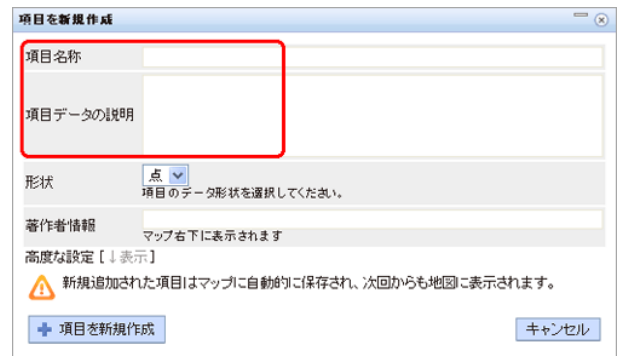 項目を新規作成
項目名称
項目データの説明
形状
点
項目のデータ形状を選択してください。
著作者情報
マップ右下に表示されます
高度な設定 [↓表示]
新規追加された項目はマップに自動的に保存され、次回からも地図に表示されます。
項目を新規作成
キャンセル